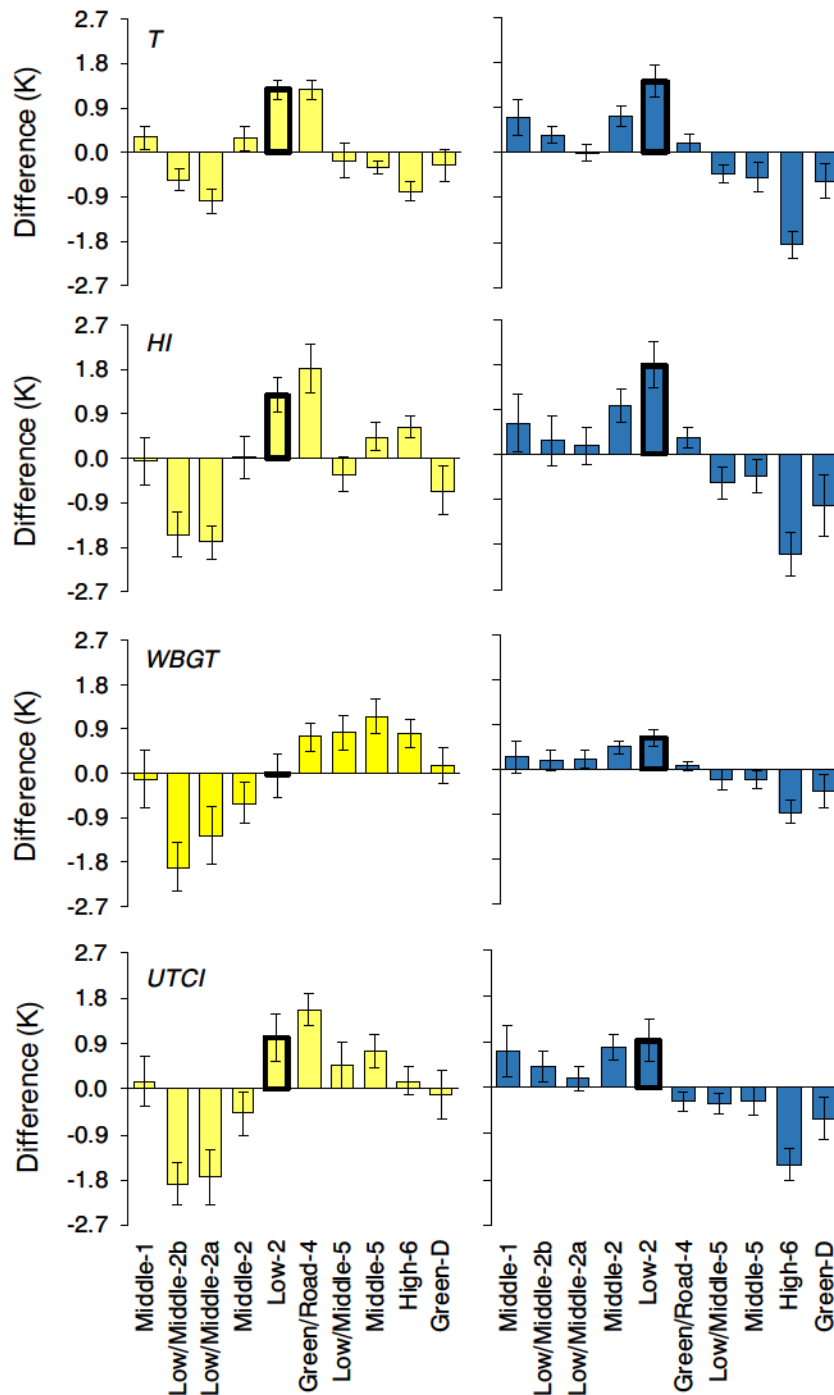 T
Difference (K)
2.7
1.8
0.9
0.0
-0.9
-1.8
-2.7
HI
Difference (K)
2.7
1.8
0.9
0.0
-0.9
-1.8
-2.7
WBGT
Difference (K)
2.7
1.8
0.9
0.0
-0.9
-1.8
-2.7
UTCI
Difference (K)
2.7
1.8
0.9
0.0
-0.9
-1.8
-2.7
Middle-1
Low/Middle-2b
Low/Middle-2a
Middle-2
Low-2
Green/Road-4
Low/Middle-5
Middle-5
High-6
Green-D
Middle-1
Low/Middle-2b
Low/Middle-2a
Middle-2
Low-2
Green/Road-4
Low/Middle-5
Middle-5
High-6
Green-D